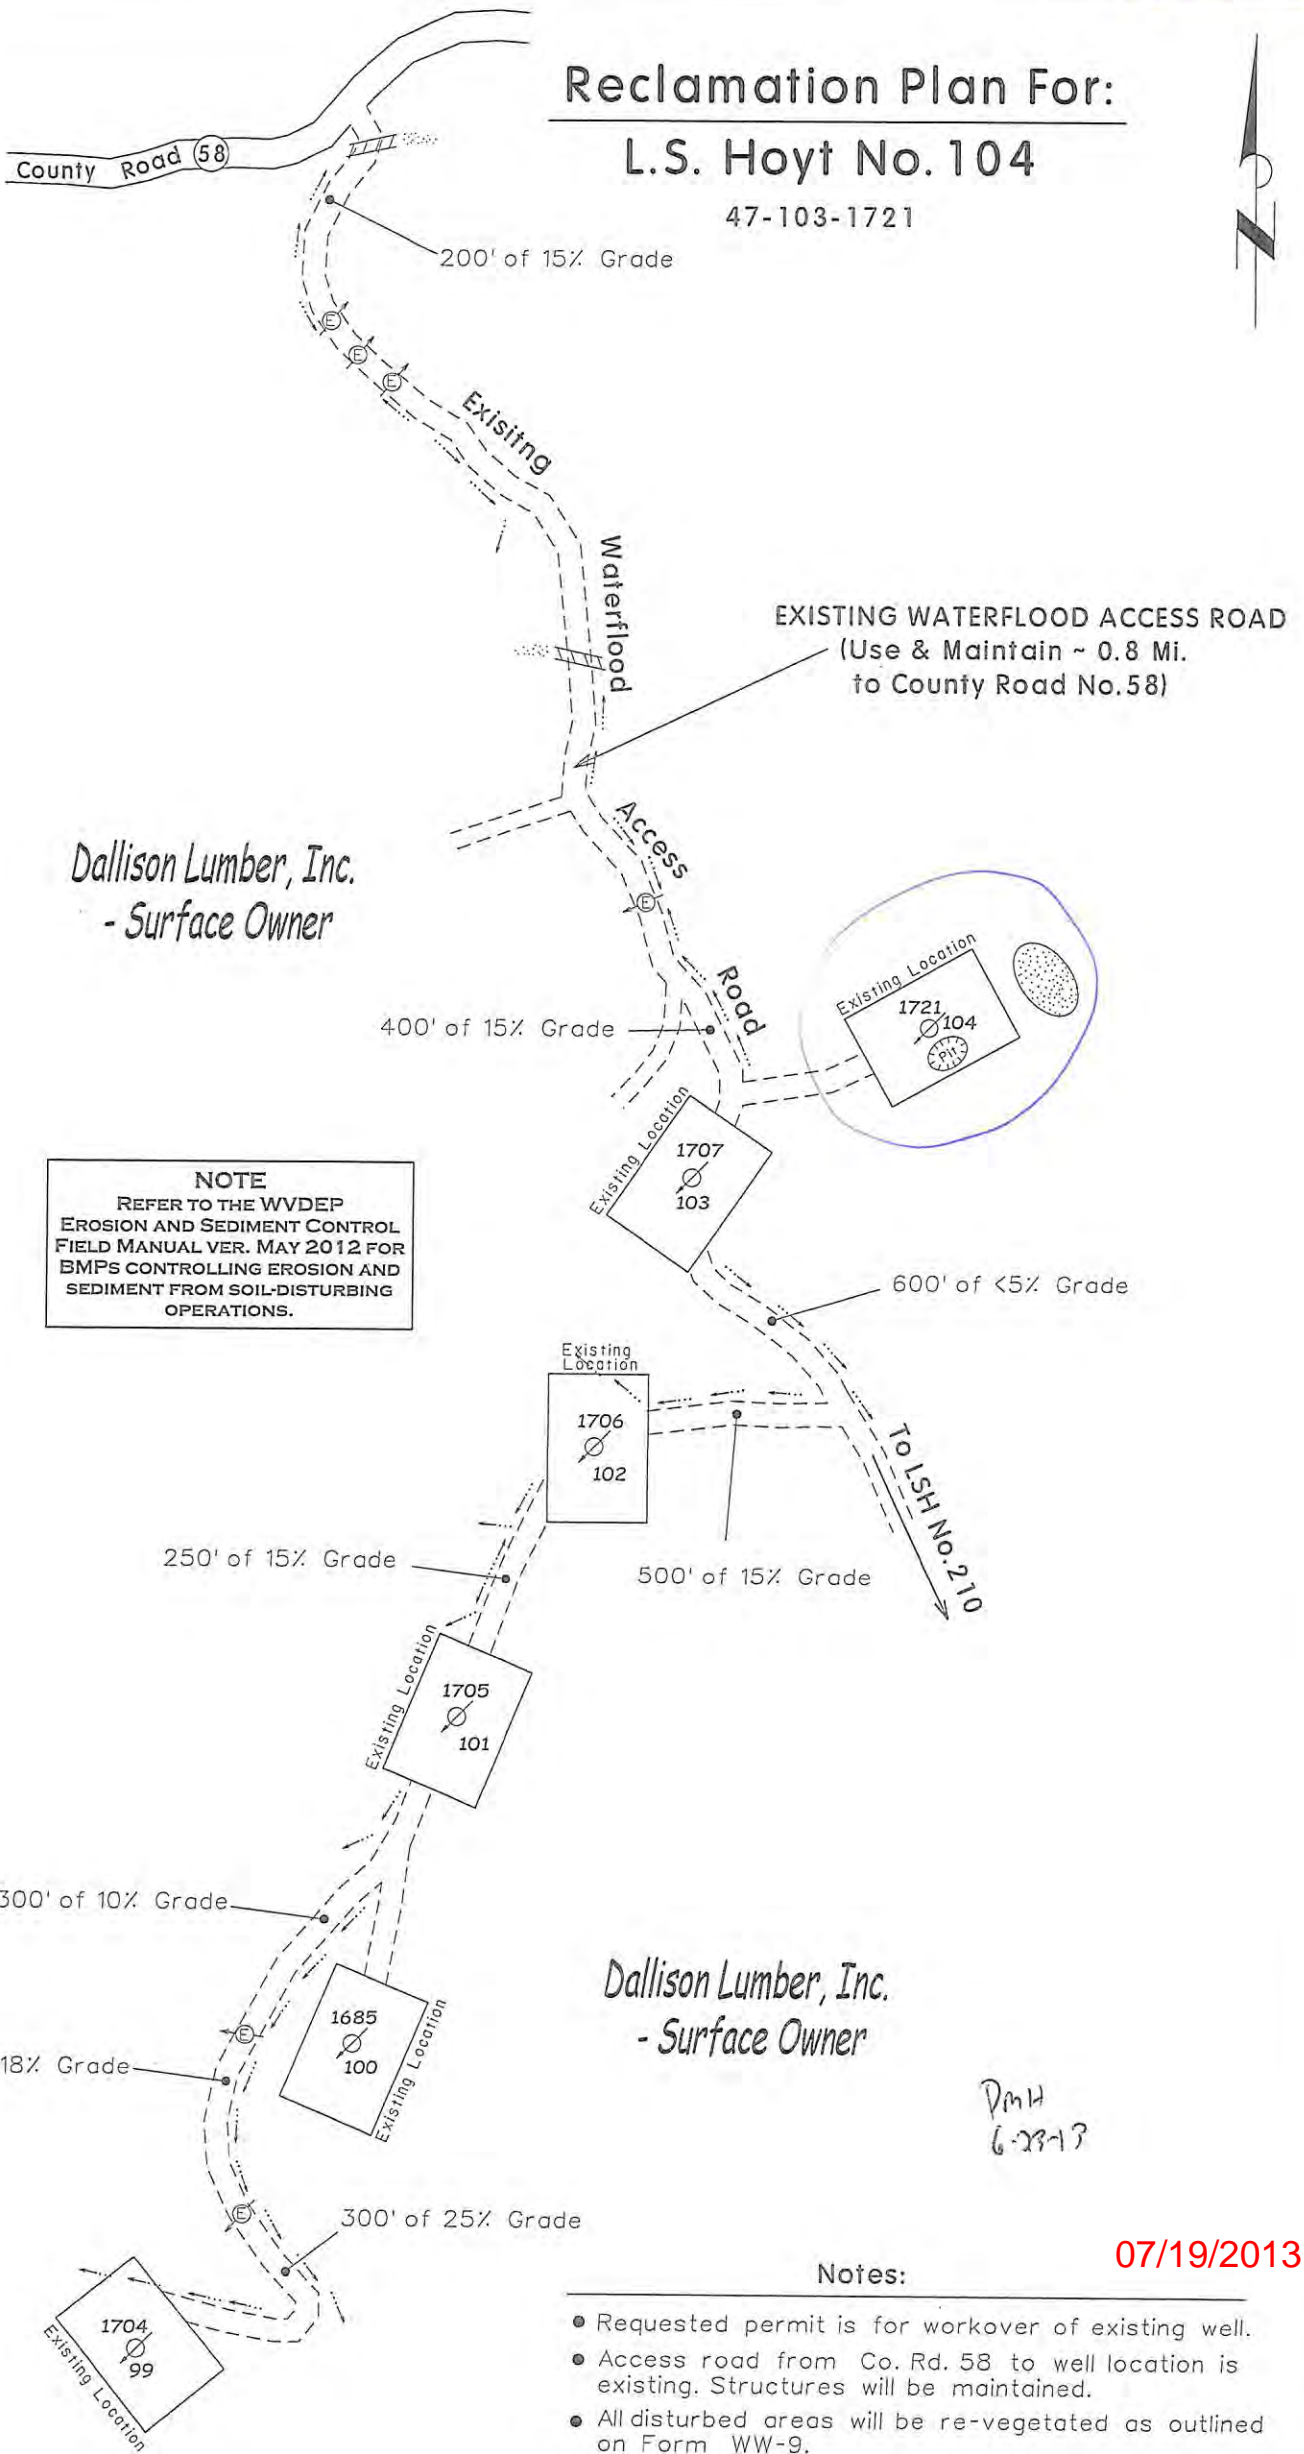 Reclamation Plan For:
L.S. Hoyt No. 104
47-103-1721
County Road 58
200' of 15% Grade
E
E
E
Exisitng
Waterflood
EXISTING WATERFLOOD ACCESS ROAD
(Use & Maintain ~ 0.8 Mi.
to County Road No.58)
Access
Dallison Lumber, Inc.
- Surface Owner
E
Road
Existing Location
1721
104
Pit
400' of 15% Grade
Existing Location
1707
103
NOTE
REFER TO THE WVDEP
EROSION AND SEDIMENT CONTROL
FIELD MANUAL VER. MAY 2012 FOR
BMPS CONTROLLING EROSION AND
SEDIMENT FROM SOIL-DISTURBING
OPERATIONS.
600' of <5% Grade
Existing
Location
1706
102
To LSH No.210
250' of 15% Grade
500' of 15% Grade
Existing Location
1705
101
300' of 10% Grade
Dallison Lumber, Inc.
- Surface Owner
1685
100
Existing Location
E
18% Grade
DMH
6-23-13
E
300' of 25% Grade
07/19/2013
1704
99
Existing Location
Notes:
• Requested permit is for workover of existing well.
• Access road from Co. Rd. 58 to well location is
existing. Structures will be maintained.
• All disturbed areas will be re-vegetated as outlined
on Form WW-9.
N